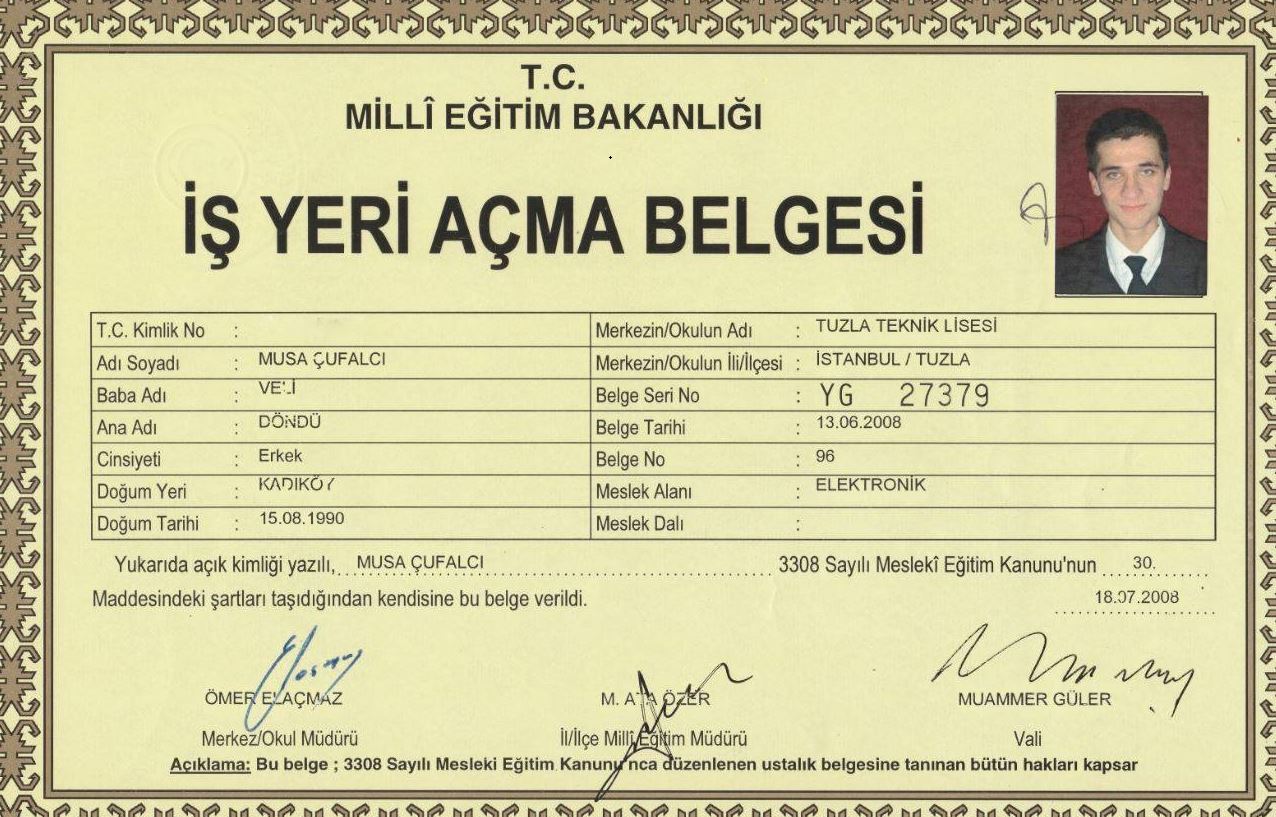 T.C.
MİLLÎ EĞİTİM BAKANLIĞI
İŞ YERİ AÇMA BELGESİ
T.C. Kimlik No :
Adı Soyadı : MUSA ÇUFALCI
Baba Adı : VELİ
Ana Adı : DÖNDÜ
Cinsiyeti : Erkek
Doğum Yeri : KADIKÖY
Doğum Tarihi : 15.08.1990
Merkezin/Okulun Adı : TUZLA TEKNİK LİSESİ
Merkezin/Okulun İli/İlçesi : İSTANBUL / TUZLA
Belge Seri No : YG 27379
Belge Tarihi : 13.06.2008
Belge No : 96
Meslek Alanı : ELEKTRONİK
Meslek Dalı :
Yukarıda açık kimliği yazılı, MUSA ÇUFALCI 3308 Sayılı Meslekî Eğitim Kanunu'nun 30.
Maddesindeki şartları taşıdığından kendisine bu belge verildi.
18.07.2008
ÖMER ELAÇMAZ
Merkez/Okul Müdürü
M. ATA ÖZER
İl/İlçe Millî Eğitim Müdürü
MUAMMER GÜLER
Vali
Açıklama: Bu belge ; 3308 Sayılı Mesleki Eğitim Kanunu'nca düzenlenen ustalık belgesine tanınan bütün hakları kapsar